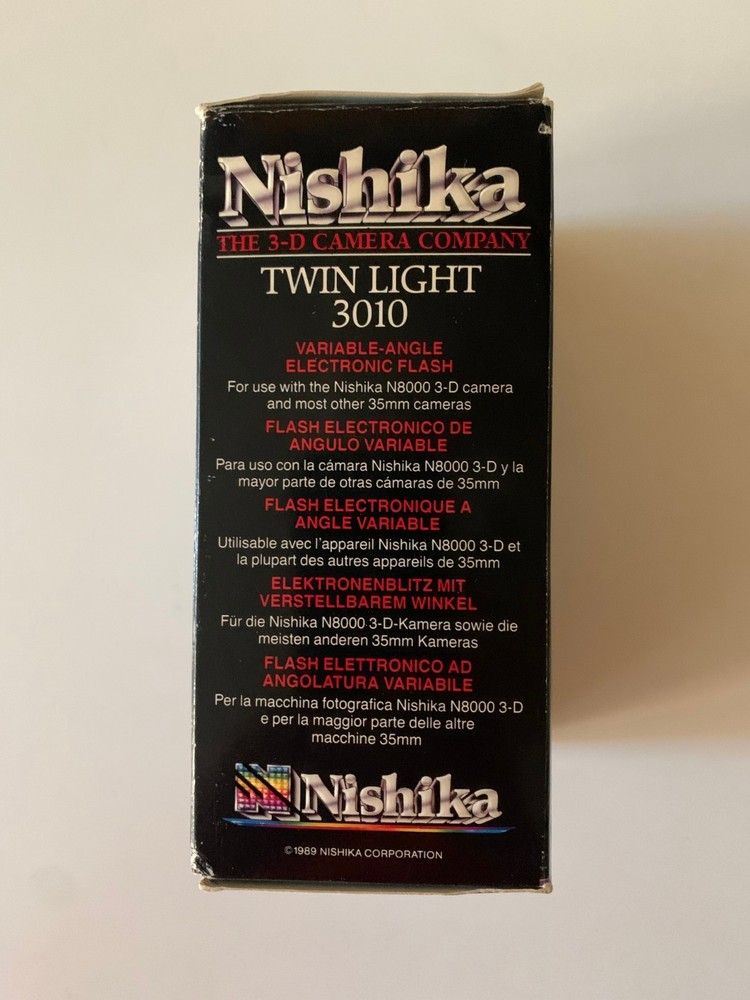 Nishika
THE 3-D CAMERA COMPANY
TWIN LIGHT
3010
VARIABLE-ANGLE
ELECTRONIC FLASH
For use with the Nishika N8000 3-D camera
and most other 35mm cameras
FLASH ELECTRONICO DE
ANGULO VARIABLE
Para uso con la cámara Nishika N8000 3-D y la
mayor parte de otras cámaras de 35mm
FLASH ELECTRONIQUE A
ANGLE VARIABLE
Utilisable avec l'appareil Nishika N8000 3-D et
la plupart des autres appareils de 35mm
ELEKTRONENBLITZ MIT
VERSTELLBAREM WINKEL
Für die Nishika N8000 3-D-Kamera sowie die
meisten anderen 35mm Kameras
FLASH ELETTRONICO AD
ANGOLATURA VARIABILE
Per la macchina fotografica Nishika N8000 3-D
e per la maggior parte delle altre
macchine 35mm
N Nishika
©1989 NISHIKA CORPORATION